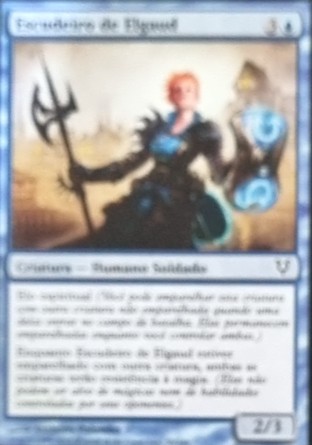 Escudeiro de Elgaud 3
Criatura — Humano Soldado
Elo espiritual (Você pode emparelhar esta criatura
com outra criatura não emparelhada quando uma
delas entrar no campo de batalha. Elas permanecem
emparelhadas enquanto você controlar ambas.)
Enquanto Escudeiro de Elgaud estiver
emparelhado com outra criatura, ambas as
criaturas terão resistência à magia. (Elas não
podem ser alvo de mágicas nem de habilidades
controladas por seus oponentes.)
2/3